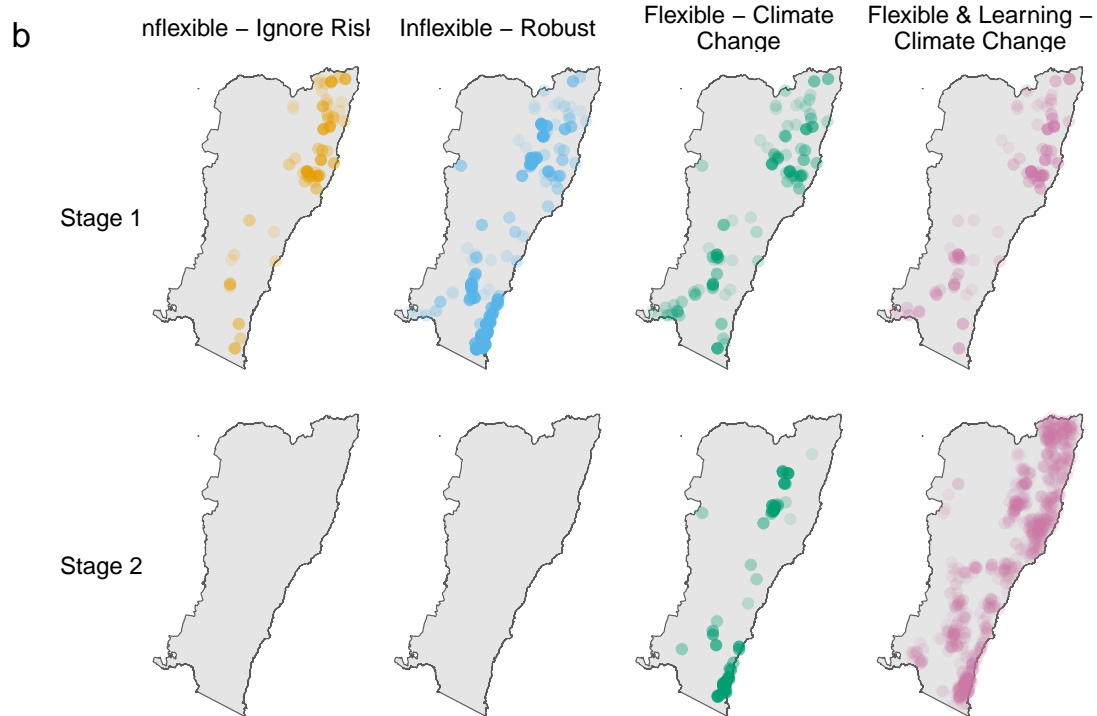 b
nflexible – Ignore Risk
Inflexible – Robust
Flexible – Climate
Change
Flexible & Learning –
Climate Change
Stage 1
Stage 2